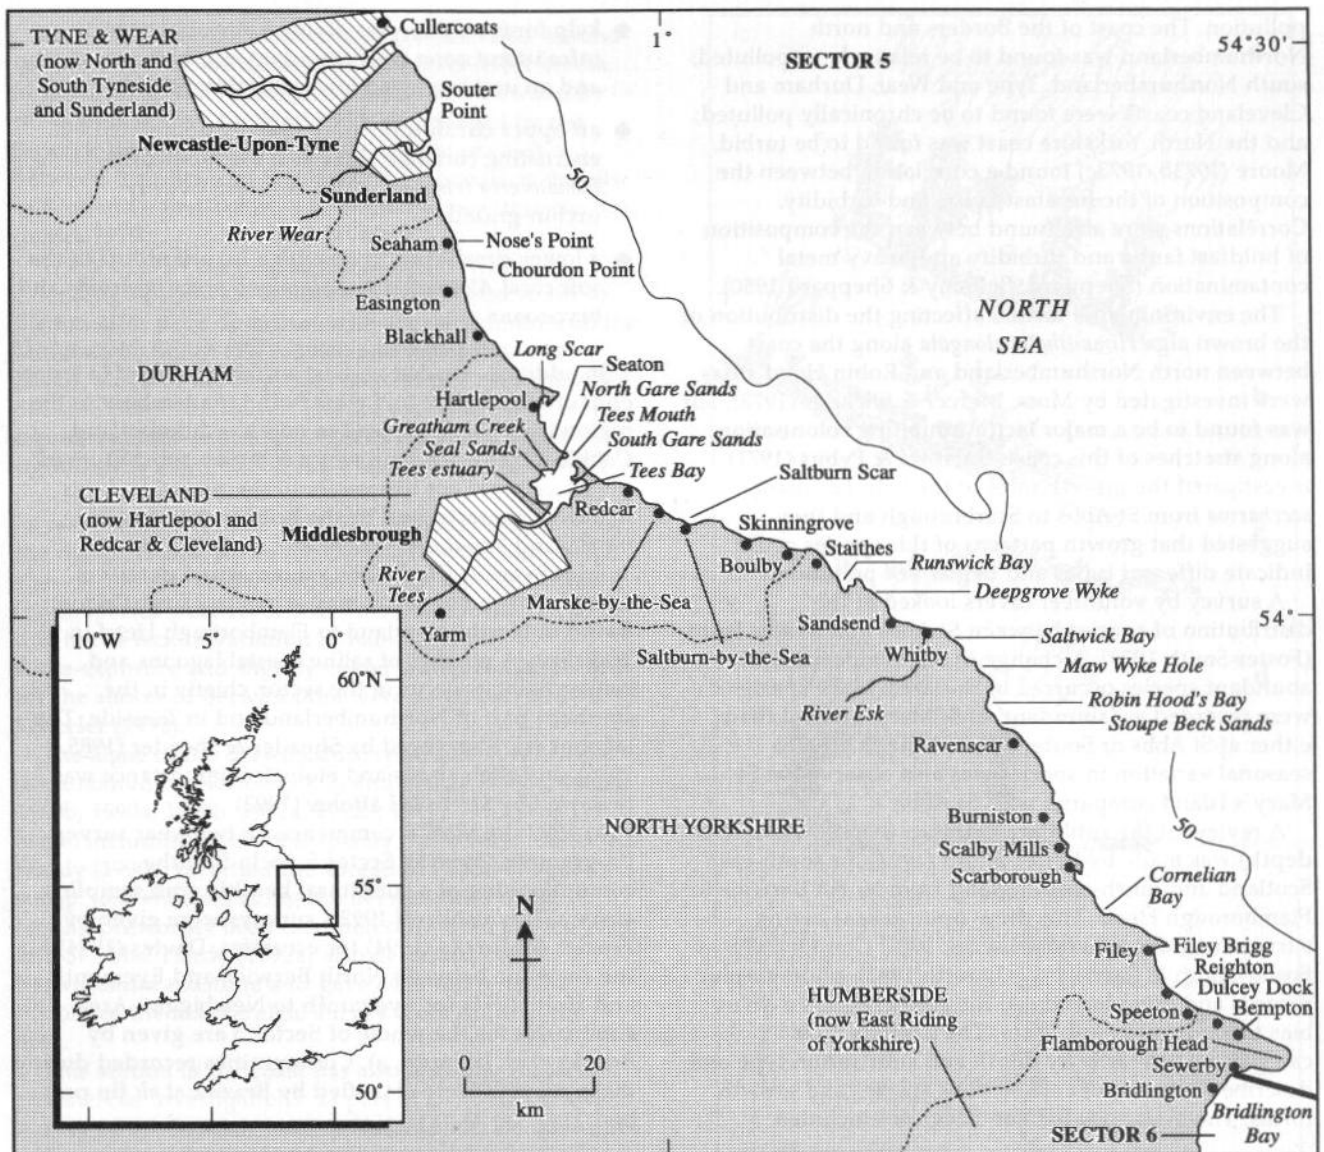 TYNE & WEAR
(now North and
South Tyneside
and Sunderland)
Cullercoats
1°
SECTOR 5
54°30'
Souter
Point
Newcastle-Upon-Tyne
50
Sunderland
River Wear
Seaham
Nose's Point
Chourdon Point
Easington
Blackhall
NORTH
SEA
DURHAM
Long Scar
Seaton
Hartlepool
North Gare Sands
Greatham Creek
Tees Mouth
Seal Sands
South Gare Sands
Tees estuary
Tees Bay
Saltburn Scar
CLEVELAND
(now Hartlepool and
Redcar & Cleveland)
Middlesbrough
Redcar
Skinningrove
Boulby
Staithes
Runswick Bay
Deepgrove Wyke
River
Tees
Marske-by-the-Sea
Yarm
Saltburn-by-the-Sea
Sandsend
Whitby
54°
Saltwick Bay
Maw Wyke Hole
River Esk
Robin Hood's Bay
Stoupe Beck Sands
Ravenscar
NORTH YORKSHIRE
Burniston
Scalby Mills
Scarborough
50
Cornelian
Bay
Filey
Filey Brigg
Reighton
Dulcey Dock
Speeton
Bempton
HUMBERSIDE
(now East Riding
of Yorkshire)
Flamborough Head
Sewerby
Bridlington
Bridlington
Bay
SECTOR 6
N
0 20
km
10°W 5 0
60°N
55°
50